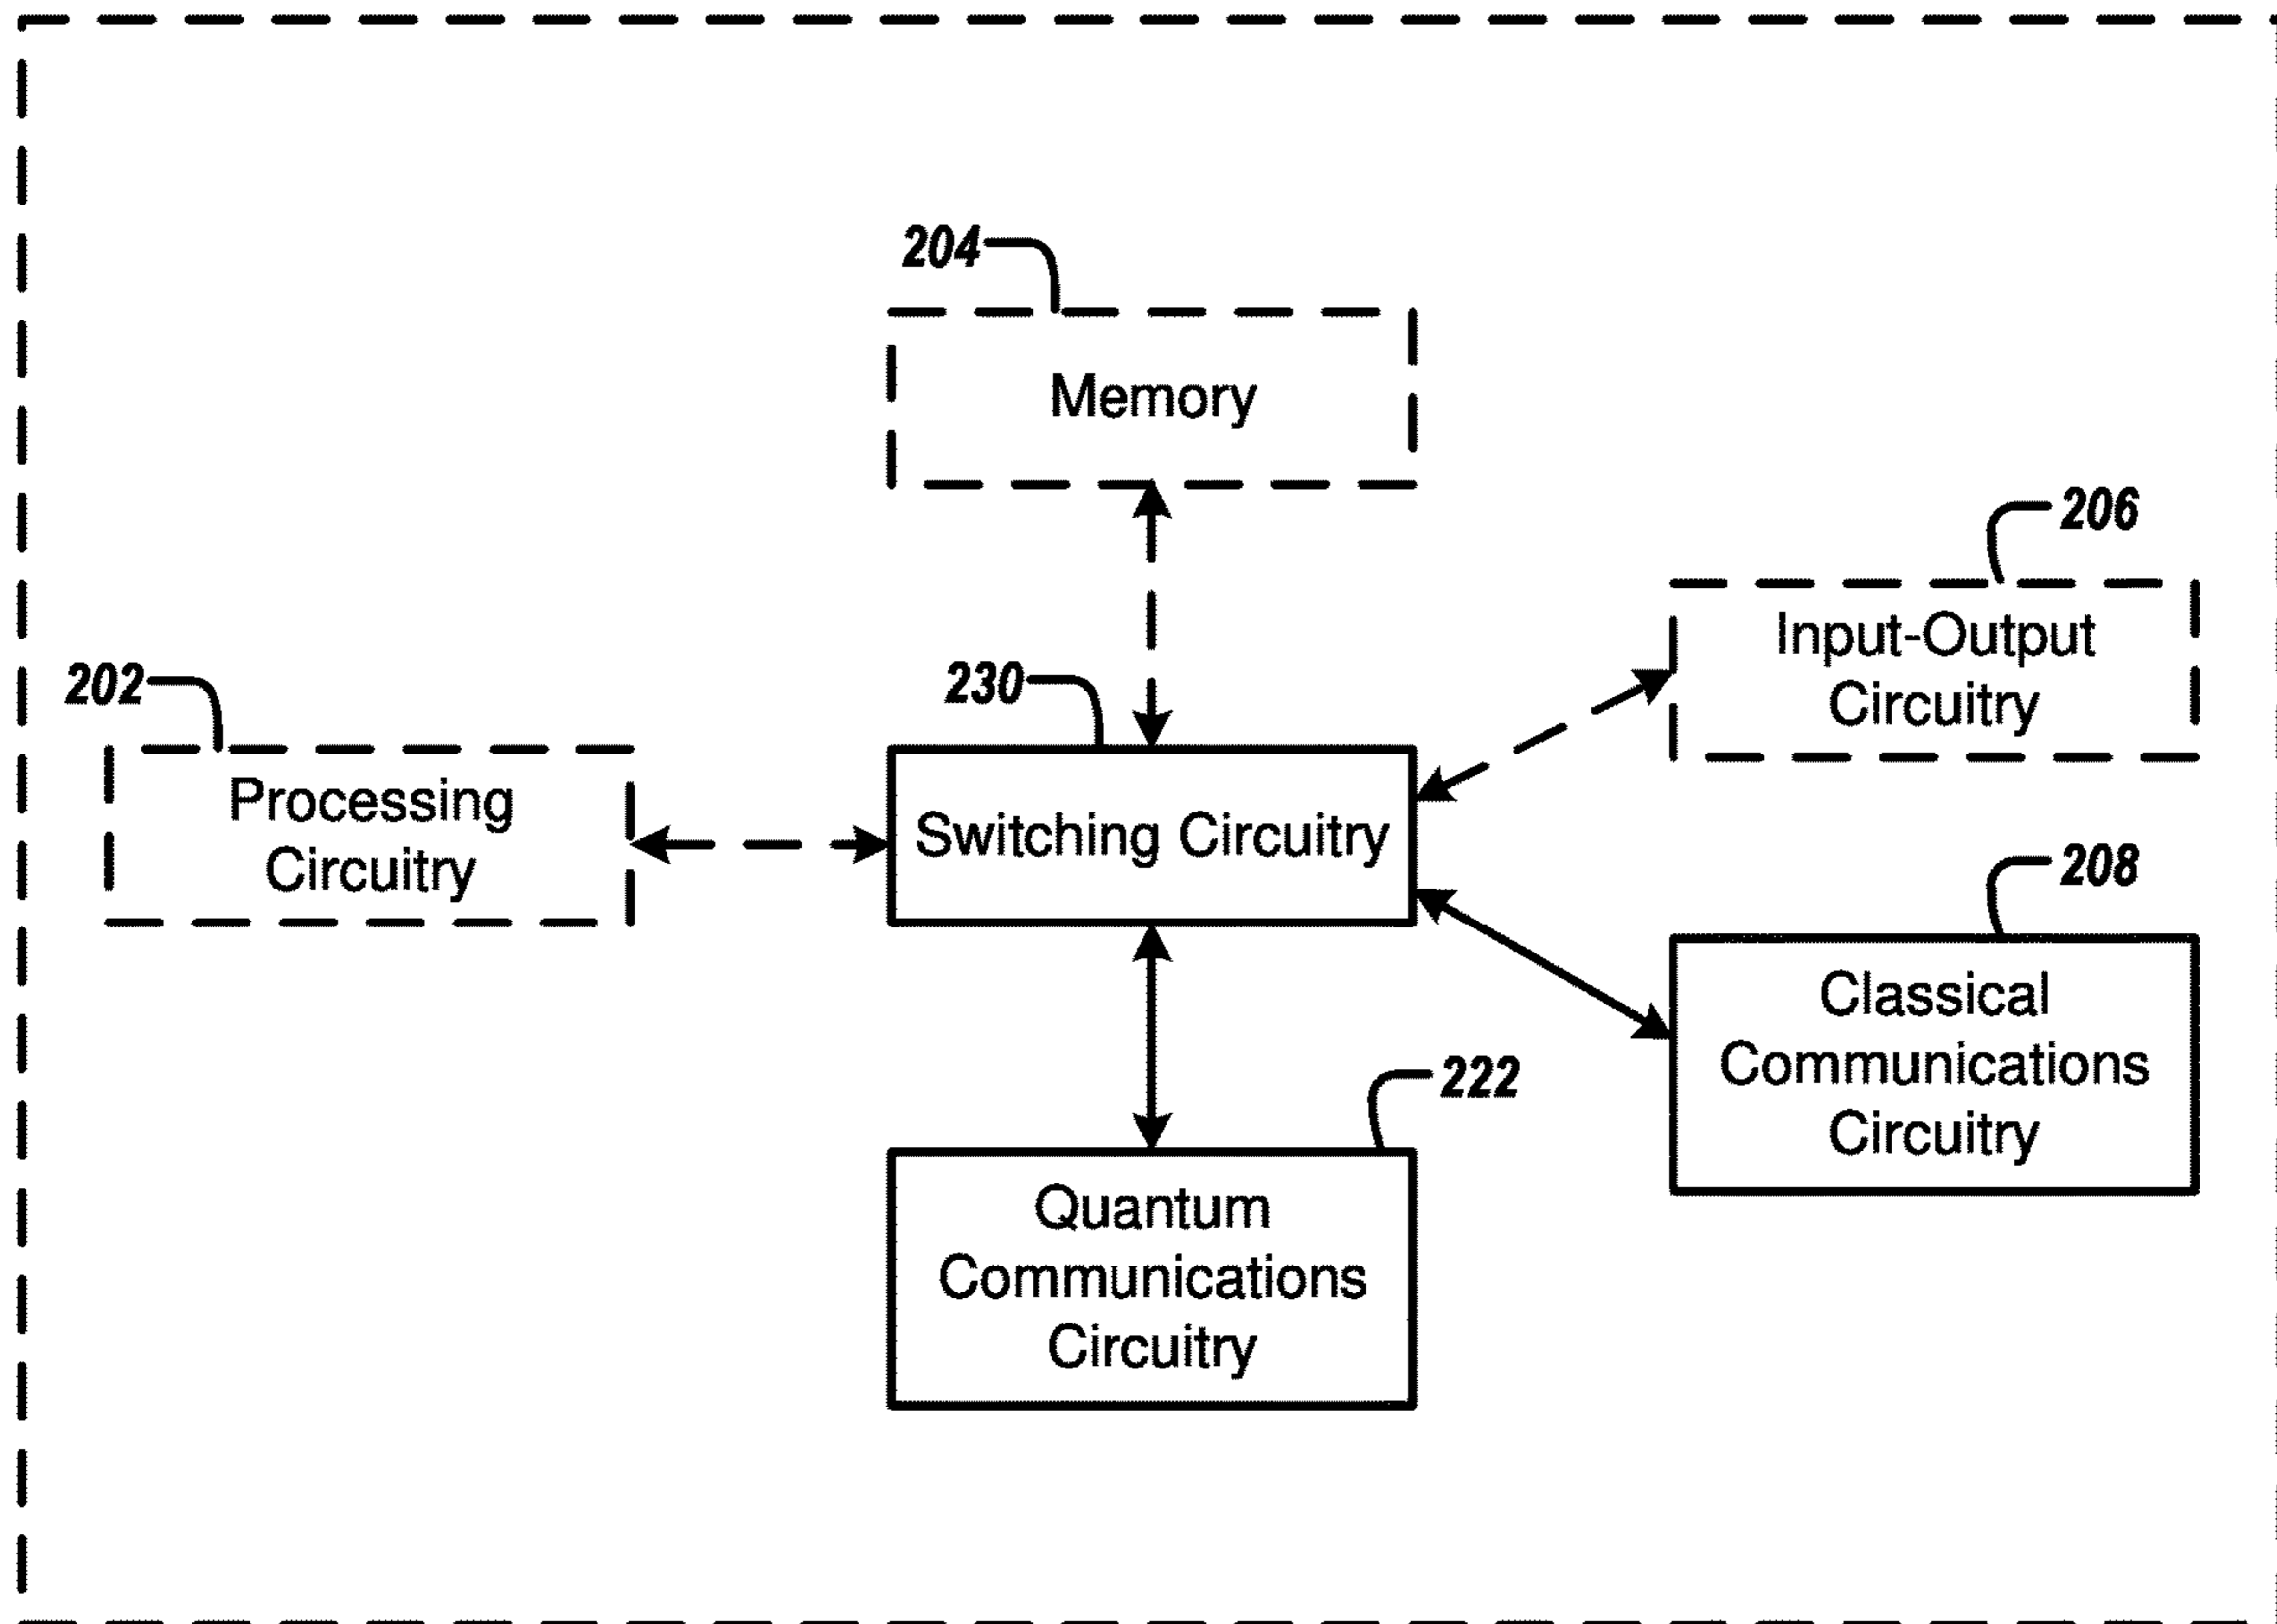 204
Memory
206
Input-Output
Circuitry
202
Processing
Circuitry
230
Switching Circuitry
208
Classical
Communications
Circuitry
222
Quantum
Communications
Circuitry